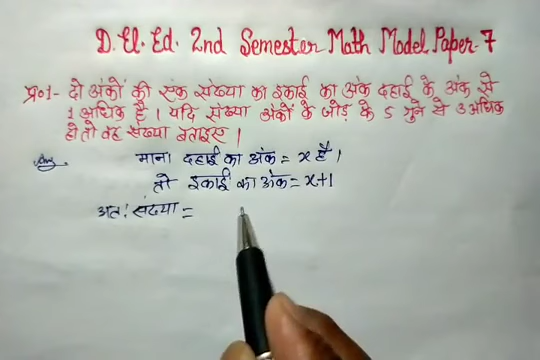 D. El. Ed. 2nd Semester Math Model Paper-7
प्र०1- दो अंकों की एक संख्या का इकाई का अंक दहाई के अंक से
1 अधिक है। यदि संख्या अंकों के जोड़ के 5 गुने से 3 अधिक
हो तो वह संख्या बताइए।
Ans माना दहाई का अंक = x है।
तो इकाई का अंक = x+1
अतः संख्या =